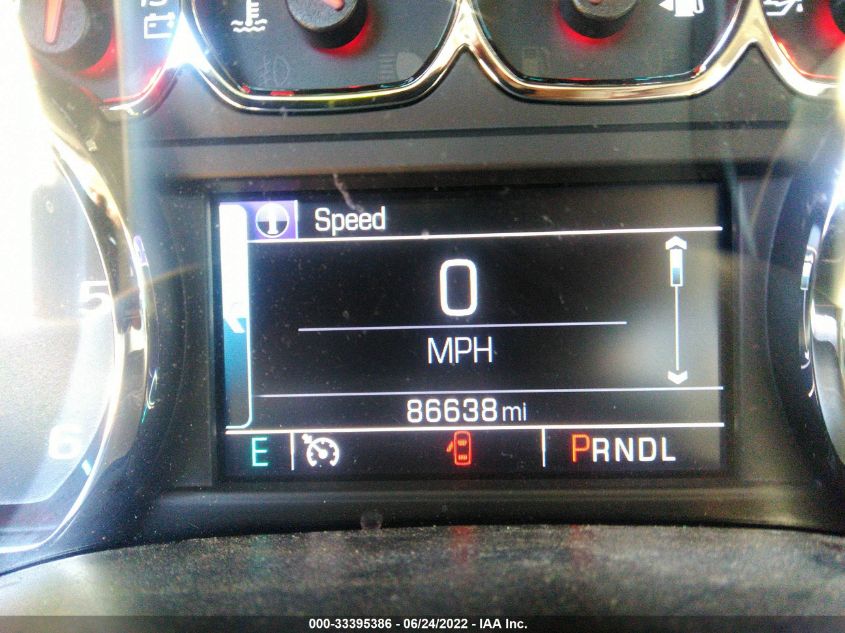 Speed
0
MPH
86638 mi
E
PRNDL
5
6
000-33395386 - 06/24/2022 - IAA Inc.